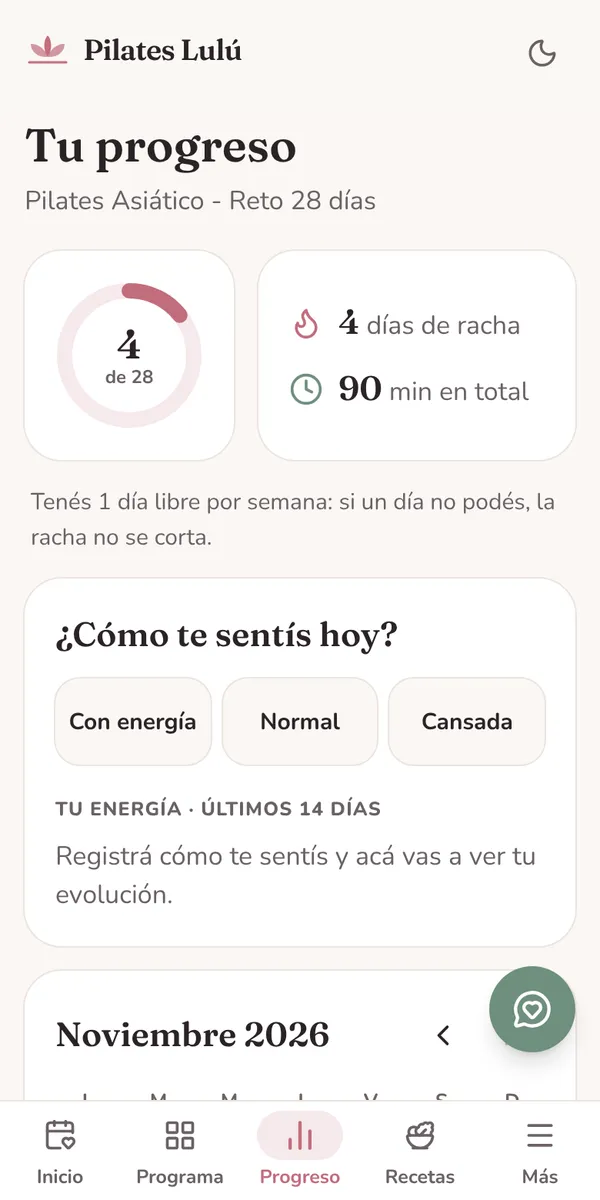 Pilates Lulú
Tu progreso
Pilates Asiático - Reto 28 días
4
de 28
4 días de racha
90 min en total
Tenés 1 día libre por semana: si un día no podés, la
racha no se corta.
¿Cómo te sentís hoy?
Con energía
Normal
Cansada
TU ENERGÍA · ÚLTIMOS 14 DÍAS
Registrá cómo te sentís y acá vas a ver tu
evolución.
Noviembre 2026
Inicio
Programa
Progreso
Recetas
Más